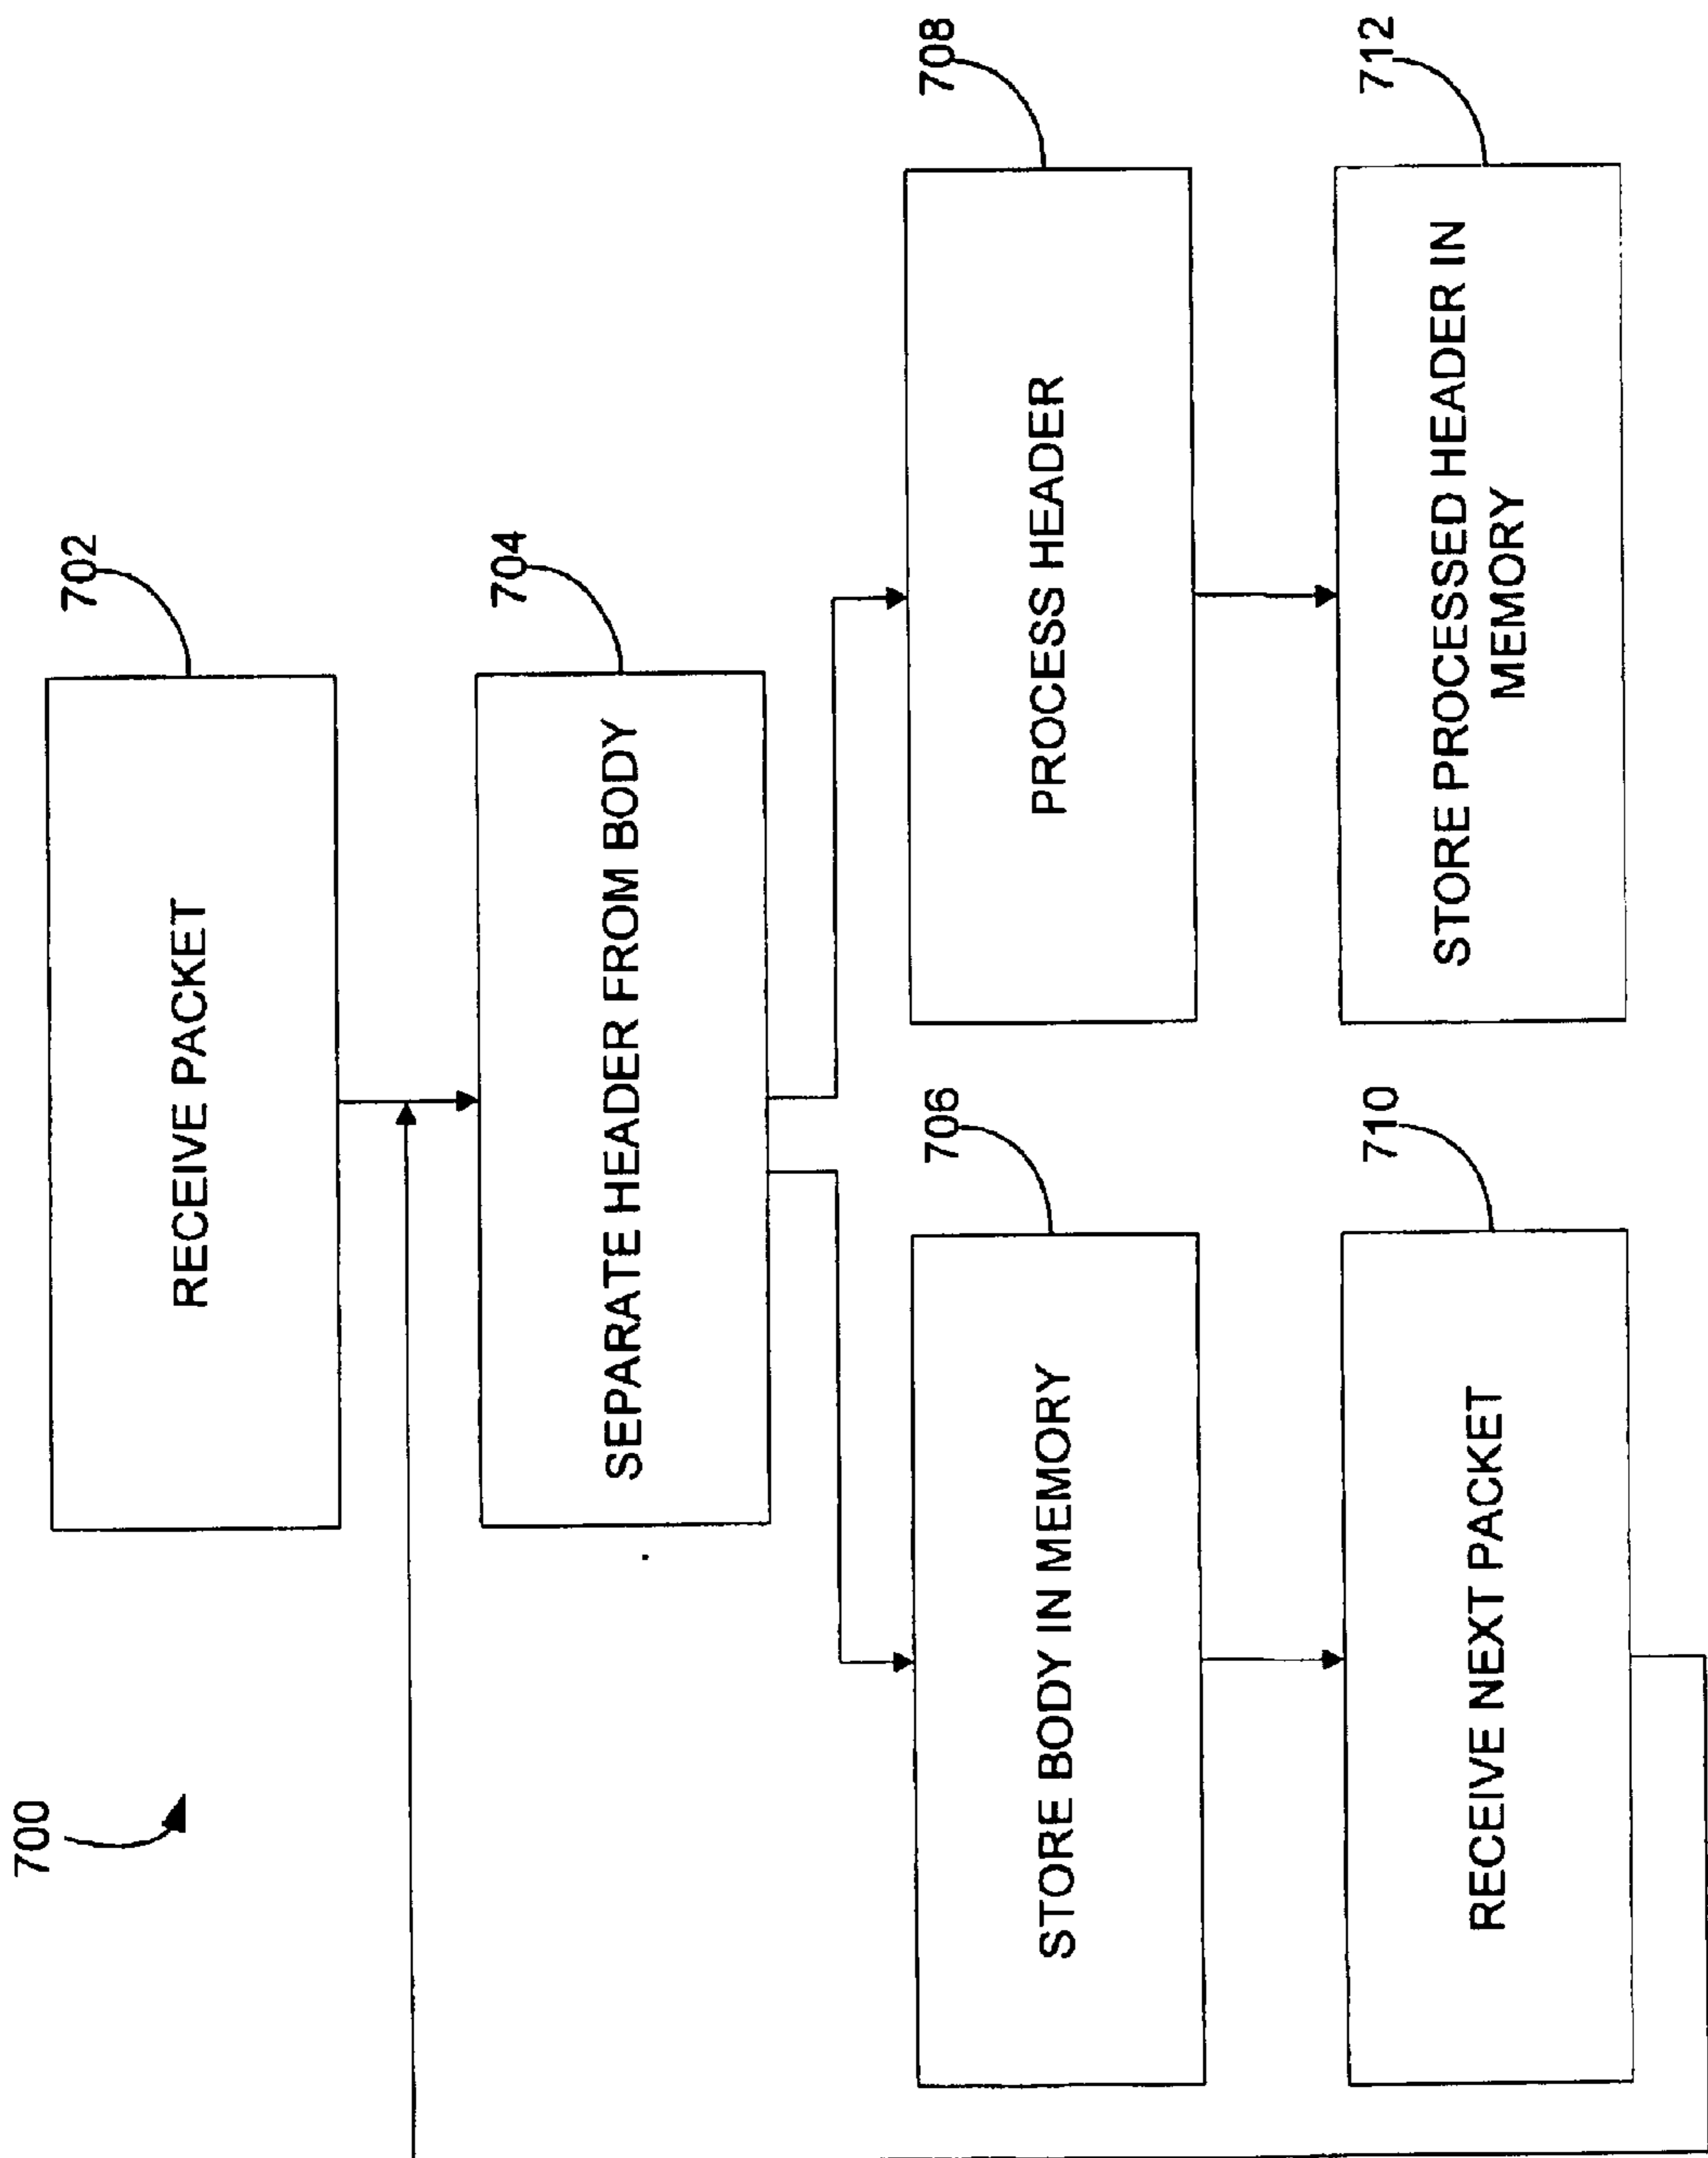 700
702
RECEIVE PACKET
704
SEPARATE HEADER FROM BODY
706
STORE BODY IN MEMORY
708
PROCESS HEADER
710
RECEIVE NEXT PACKET
712
STORE PROCESSED HEADER IN
MEMORY